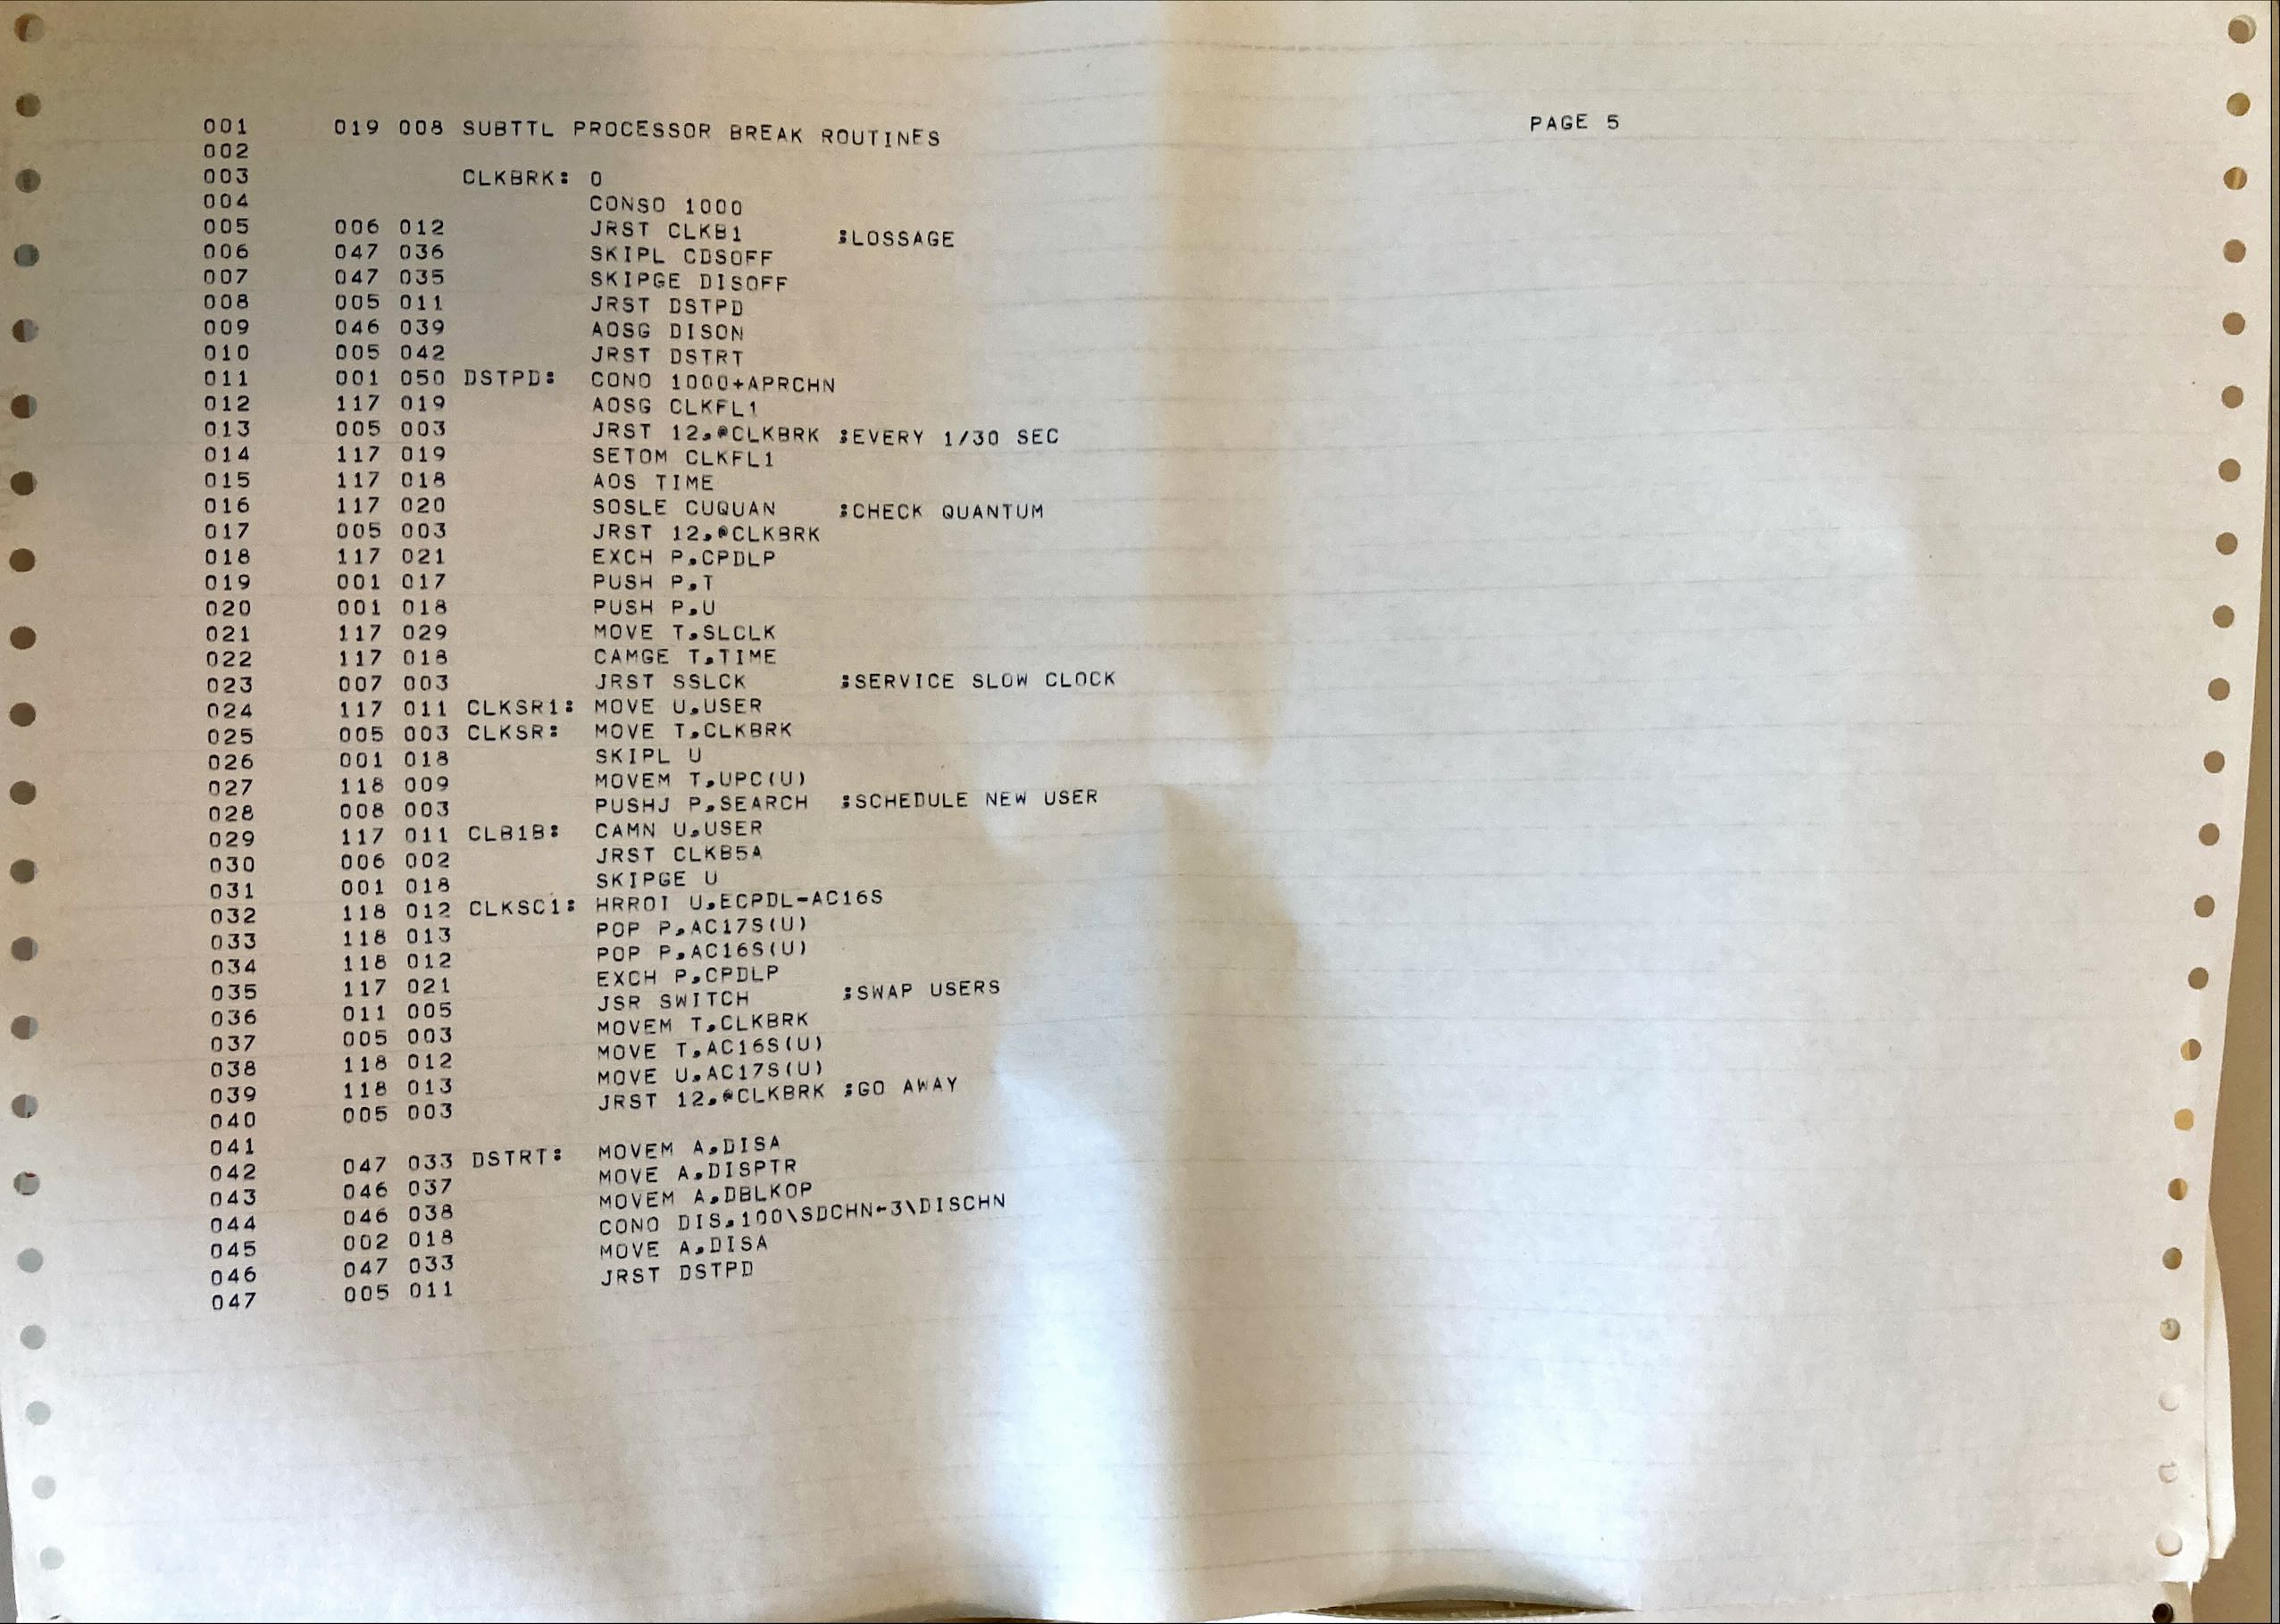 001 019 008 SUBTTL PROCESSOR BREAK ROUTINES PAGE 5
002
003 CLKBRK: 0
004 CONSO 1000
005 006 012 JRST CLKB1 ;LOSSAGE
006 047 036 SKIPL CDSOFF
007 047 035 SKIPGE DISOFF
008 005 011 JRST DSTPD
009 046 039 AOSG DISON
010 005 042 JRST DSTRT
011 001 050 DSTPD: CONO 1000+APRCHN
012 117 019 AOSG CLKFL1
013 005 003 JRST 12,@CLKBRK ;EVERY 1/30 SEC
014 117 019 SETOM CLKFL1
015 117 018 AOS TIME
016 117 020 SOSLE CUQUAN ;CHECK QUANTUM
017 005 003 JRST 12,@CLKBRK
018 117 021 EXCH P,CPDLP
019 001 017 PUSH P,T
020 001 018 PUSH P,U
021 117 029 MOVE T,SLCLK
022 117 018 CAMGE T,TIME
023 007 003 JRST SSLCK ;SERVICE SLOW CLOCK
024 117 011 CLKSR1: MOVE U,USER
025 005 003 CLKSR: MOVE T,CLKBRK
026 001 018 SKIPL U
027 118 009 MOVEM T,UPC(U)
028 008 003 PUSHJ P,SEARCH ;SCHEDULE NEW USER
029 117 011 CLB1B: CAMN U,USER
030 006 002 JRST CLKB5A
031 001 018 SKIPGE U
032 118 012 CLKSC1: HRROI U,ECPDL-AC16S
033 118 013 POP P,AC17S(U)
034 118 012 POP P,AC16S(U)
035 117 021 EXCH P,CPDLP
036 011 005 JSR SWITCH ;SWAP USERS
037 005 003 MOVEM T,CLKBRK
038 118 012 MOVE T,AC16S(U)
039 118 013 MOVE U,AC17S(U)
040 005 003 JRST 12,@CLKBRK ;GO AWAY
041
042 047 033 DSTRT: MOVEM A,DISA
043 046 037 MOVE A,DISPTR
044 046 038 MOVEM A,DBLKOP
045 002 018 CONO DIS,100\SDCHN←3\DISCHN
046 047 033 MOVE A,DISA
047 005 011 JRST DSTPD